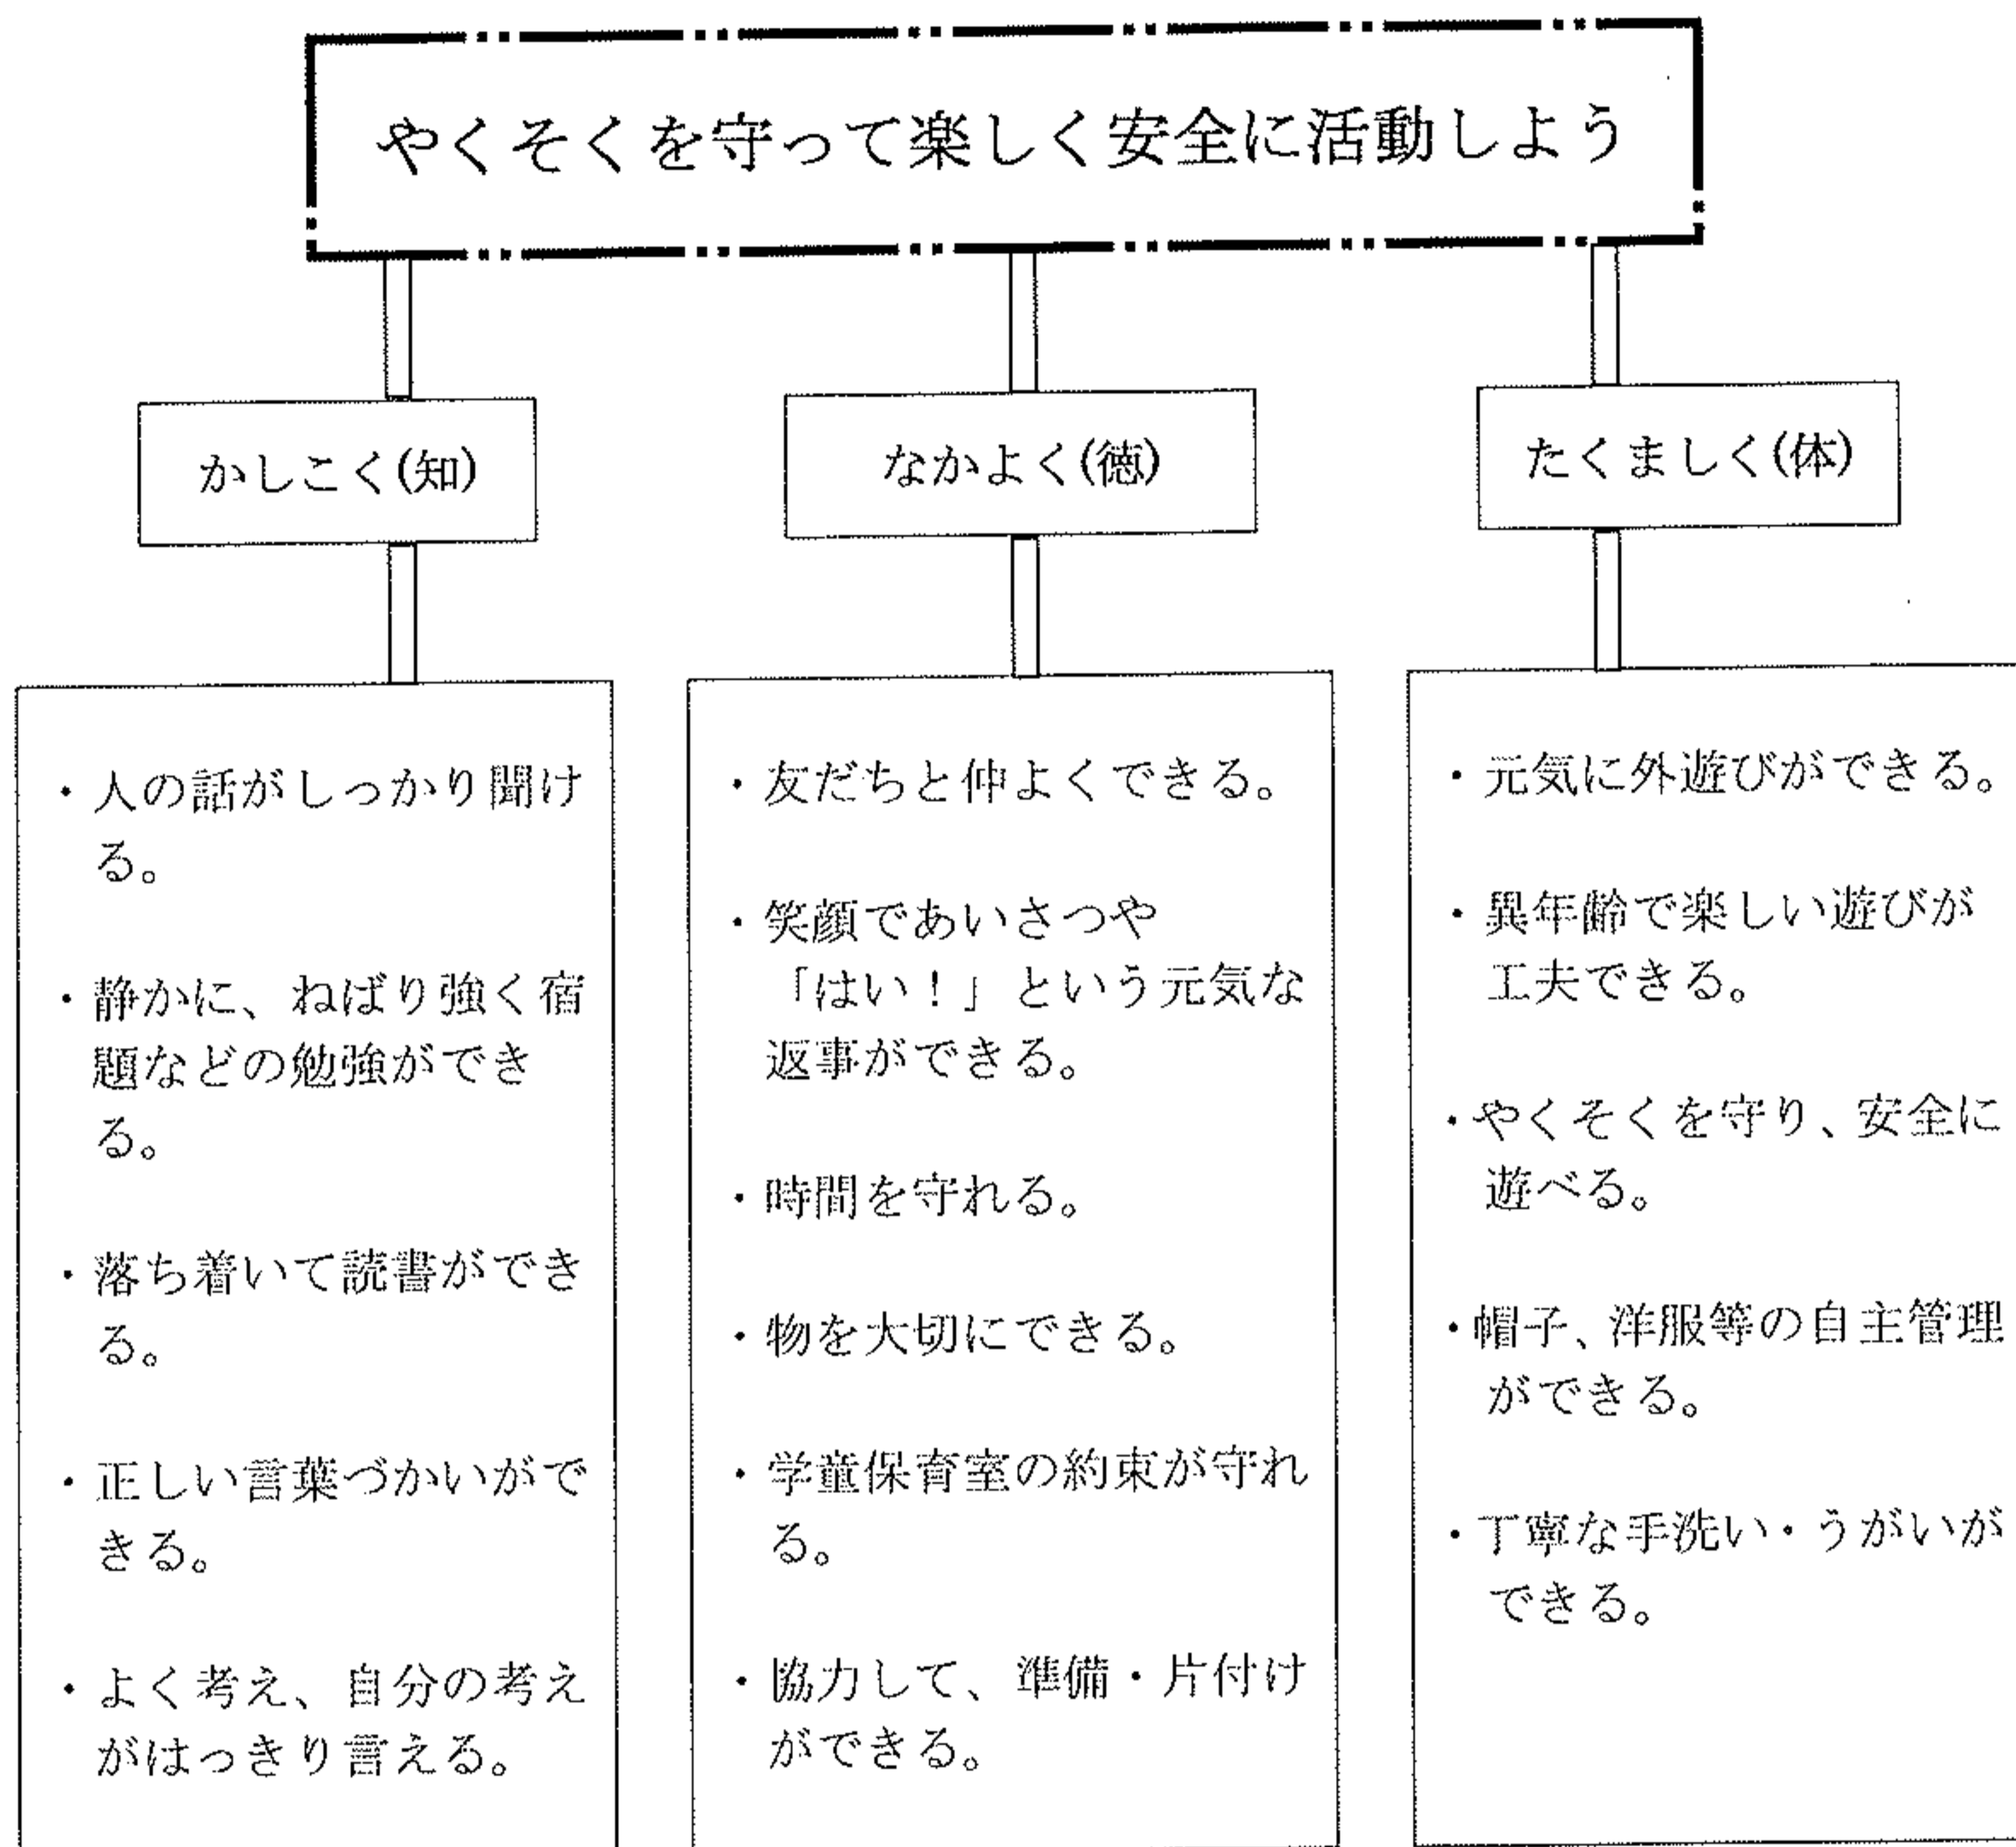 やくそくを守って楽しく安全に活動しよう
かしこく(知)
・人の話がしっかり聞け
る。
・静かに、ねばり強く宿
題などの勉強ができ
る。
・落ち着いて読書ができ
る。
・正しい言葉づかいがで
きる。
・よく考え、自分の考え
がはっきり言える。
なかよく(徳)
・友だちと仲よくできる。
・笑顔であいさつや
「はい！」という元気な
返事ができる。
・時間を守れる。
・物を大切にできる。
・学童保育室の約束が守れ
る。
・協力して、準備・片付け
ができる。
たくましく(体)
・元気に外遊びができる。
・異年齢で楽しい遊びが
工夫できる。
・やくそくを守り、安全に
遊べる。
・帽子、洋服等の自主管理
ができる。
・丁寧な手洗い・うがいが
できる。